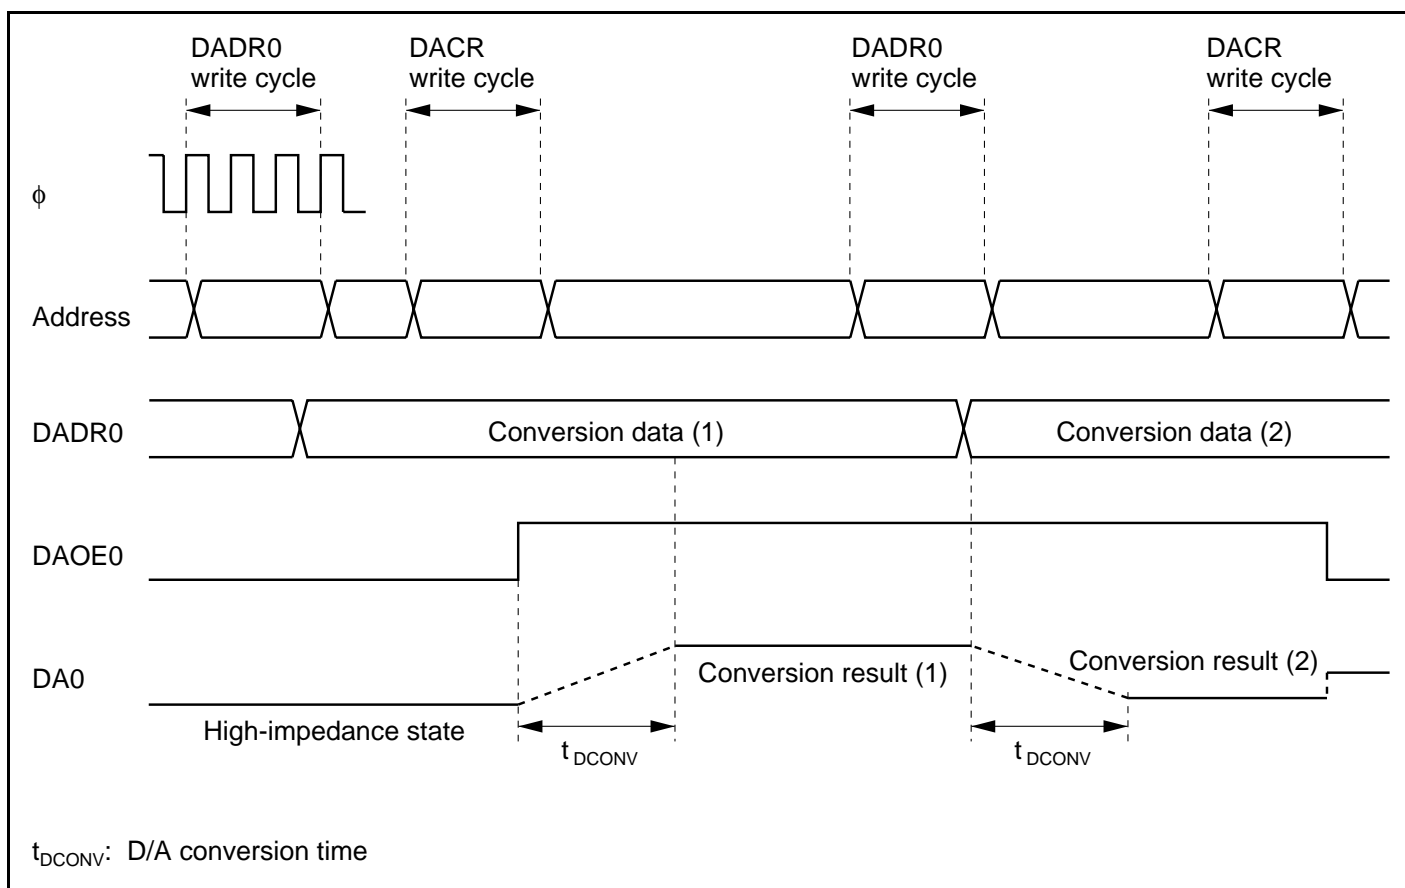 DADR0
write cycle
DACR
write cycle
DADR0
write cycle
DACR
write cycle
ϕ
Address
DADR0
Conversion data (1)
Conversion data (2)
DAOE0
DA0
Conversion result (1)
Conversion result (2)
High-impedance state
t DCONV
t DCONV
tDCONV: D/A conversion time